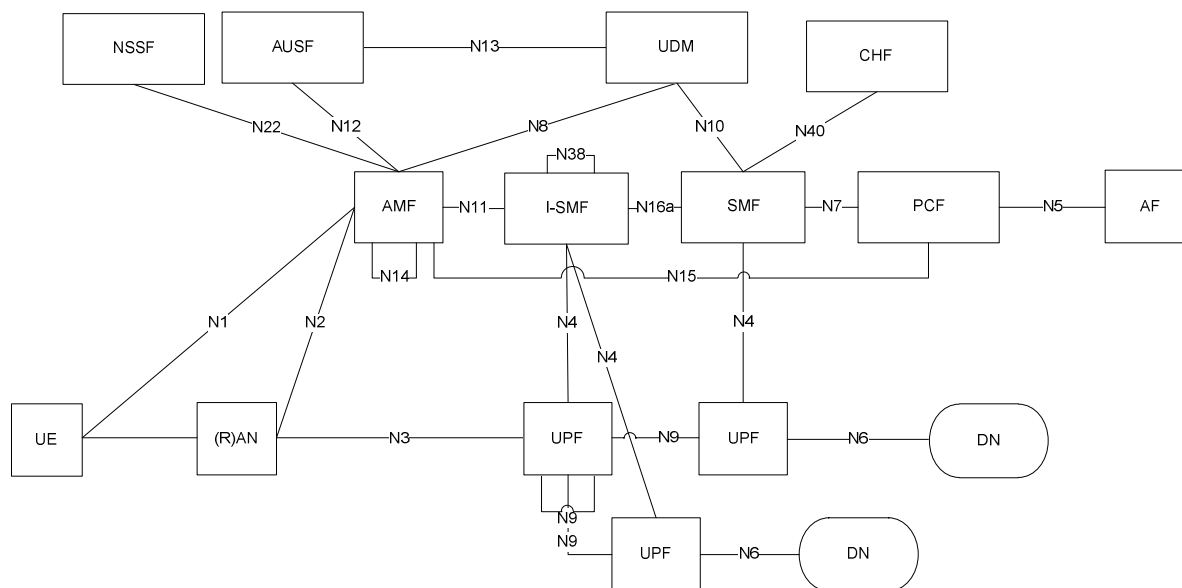 NSSF
AUSF
N13
UDM
CHF
N22
N12
N8
N10
N40
N38
AMF
N11
I-SMF
N16a
SMF
N7
PCF
N5
AF
N14
N15
N1
N2
N4
N4
N4
UE
(R)AN
N3
UPF
N9
UPF
N6
DN
N9
N9
UPF
N6
DN